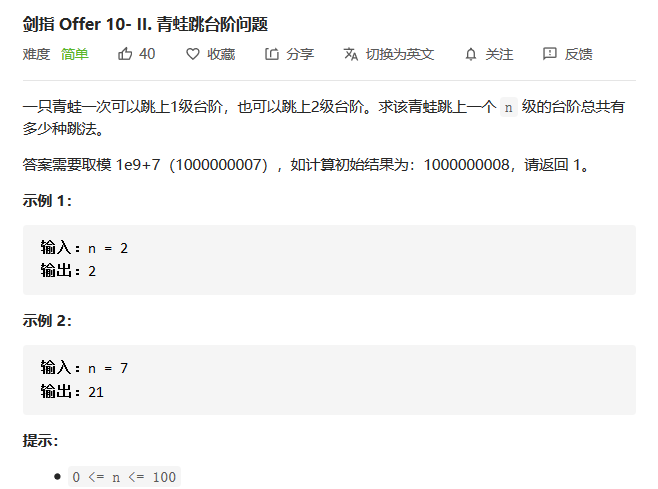 剑指 Offer 10- II. 青蛙跳台阶问题
难度 简单 40 收藏 分享 切换为英文 关注 反馈
一只青蛙一次可以跳上1级台阶，也可以跳上2级台阶。求该青蛙跳上一个 n 级的台阶总共有
多少种跳法。
答案需要取模 1e9+7（1000000007），如计算初始结果为：1000000008，请返回 1。
示例 1：
输入：n = 2
输出：2
示例 2：
输入：n = 7
输出：21
提示：
0 <= n <= 100